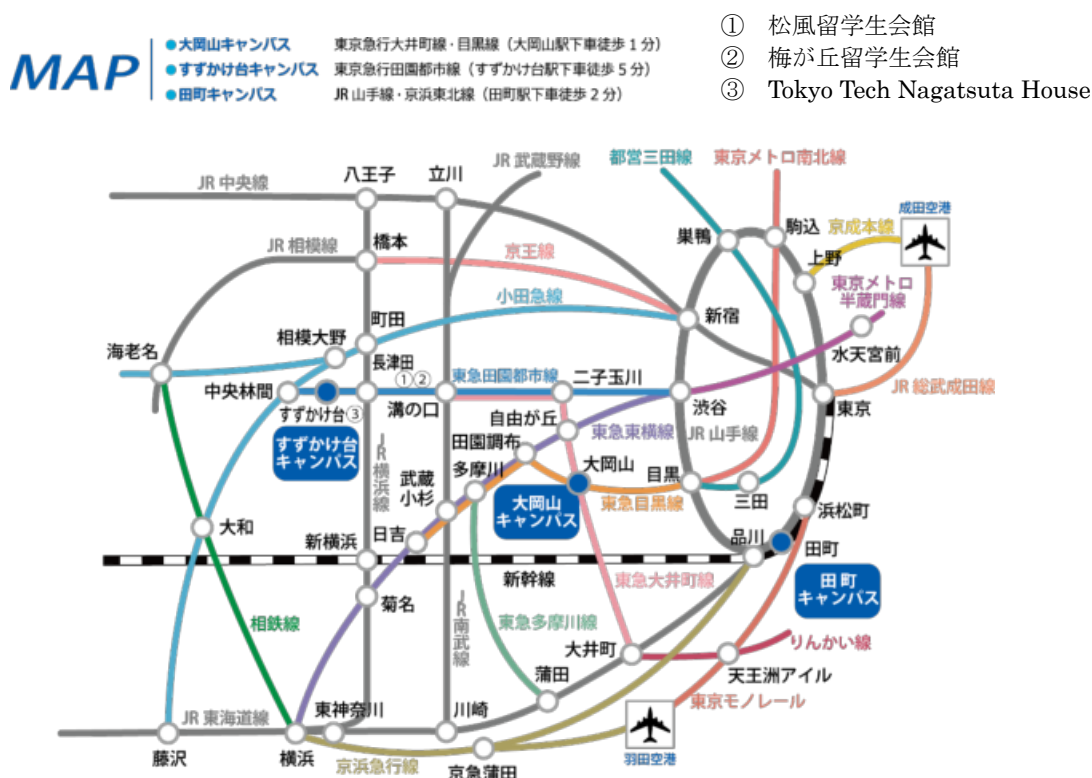 MAP
●大岡山キャンパス 東京急行大井町線・目黒線（大岡山駅下車徒歩1分）
●すずかけ台キャンパス 東京急行田園都市線（すずかけ台駅下車徒歩5分）
●田町キャンパス JR山手線・京浜東北線（田町駅下車徒歩2分）
① 松風留学生会館
② 梅が丘留学生会館
③ Tokyo Tech Nagatsuta House
JR 中央線
八王子
立川
JR 武蔵野線
都営三田線
東京メトロ南北線
成田空港
京成本線
駒込
巣鴨
上野
JR 相模線
橋本
京王線
東京メトロ
半蔵門線
小田急線
新宿
町田
相模大野
水天宮前
海老名
長津田
①②
東急田園都市線
二子玉川
JR 総武成田線
中央林間
すずかけ台③
溝の口
渋谷
東京
すずかけ台
キャンパス
自由が丘
東急東横線
JR 山手線
田園調布
大岡山
目黒
JR横浜線
武蔵
小杉
多摩川
大岡山
キャンパス
東急目黒線
三田
浜松町
大和
新横浜
日吉
品川
田町
新幹線
東急大井町線
田町
キャンパス
菊名
JR南武線
相鉄線
東急多摩川線
大井町
りんかい線
天王洲アイル
蒲田
東京モノレール
JR 東海道線
東神奈川
川崎
藤沢
横浜
京浜急行線
京急蒲田
羽田空港